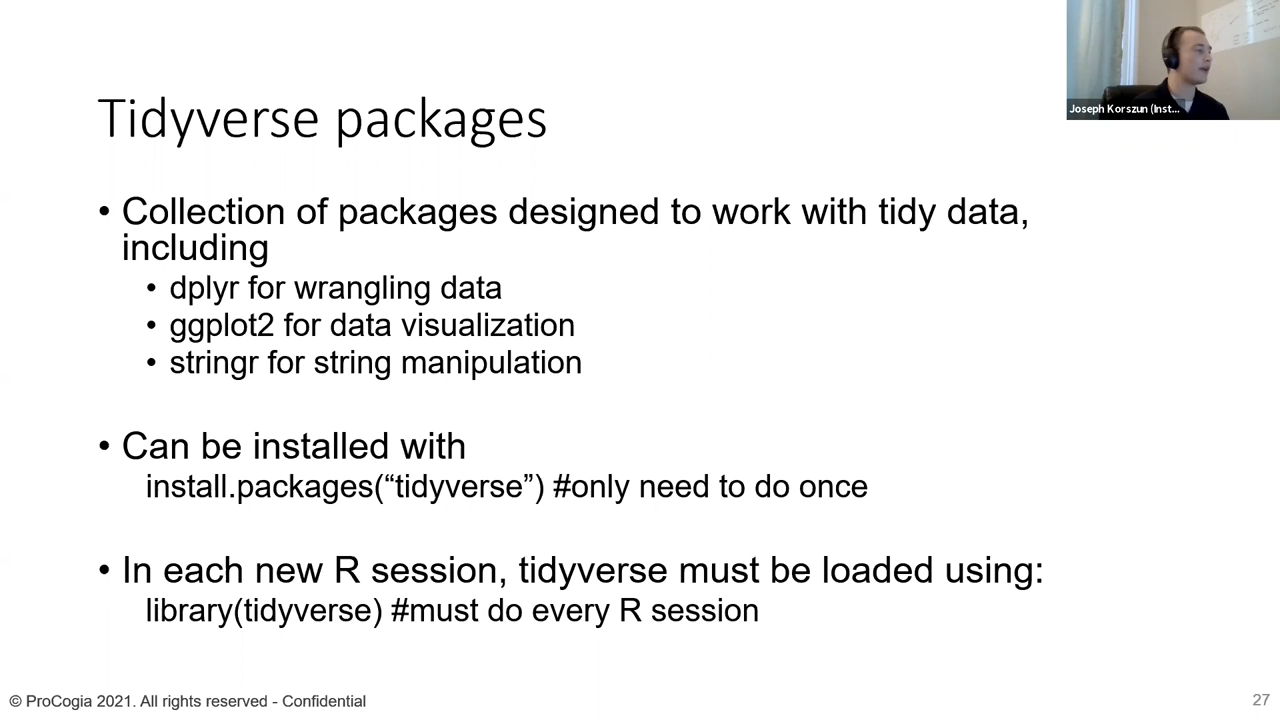 Joseph Korszun (Inst...
Tidyverse packages
• Collection of packages designed to work with tidy data,
including
• dplyr for wrangling data
• ggplot2 for data visualization
• stringr for string manipulation
• Can be installed with
install.packages(“tidyverse”) #only need to do once
• In each new R session, tidyverse must be loaded using:
library(tidyverse) #must do every R session
© ProCogia 2021. All rights reserved - Confidential
27